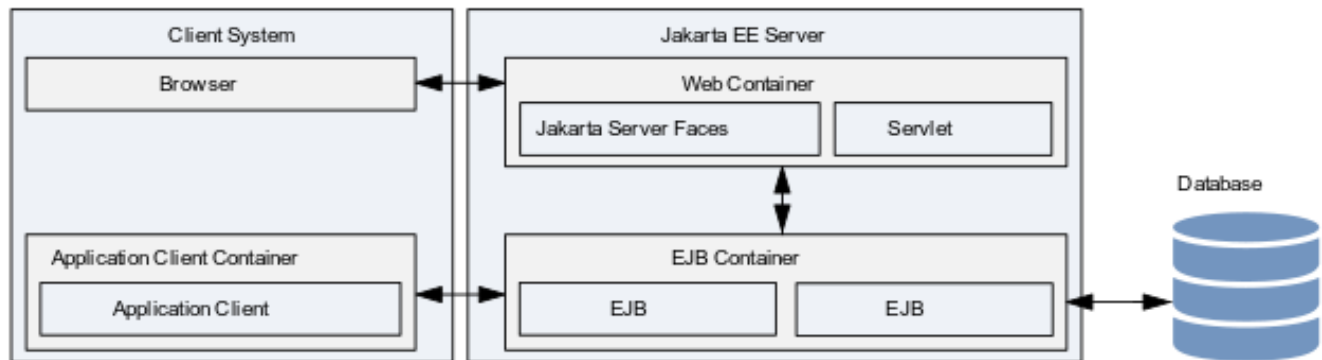 Client System
Jakarta EE Server
Browser
Web Container
Jakarta Server Faces
Servlet
Database
Application Client Container
EJB Container
Application Client
EJB
EJB